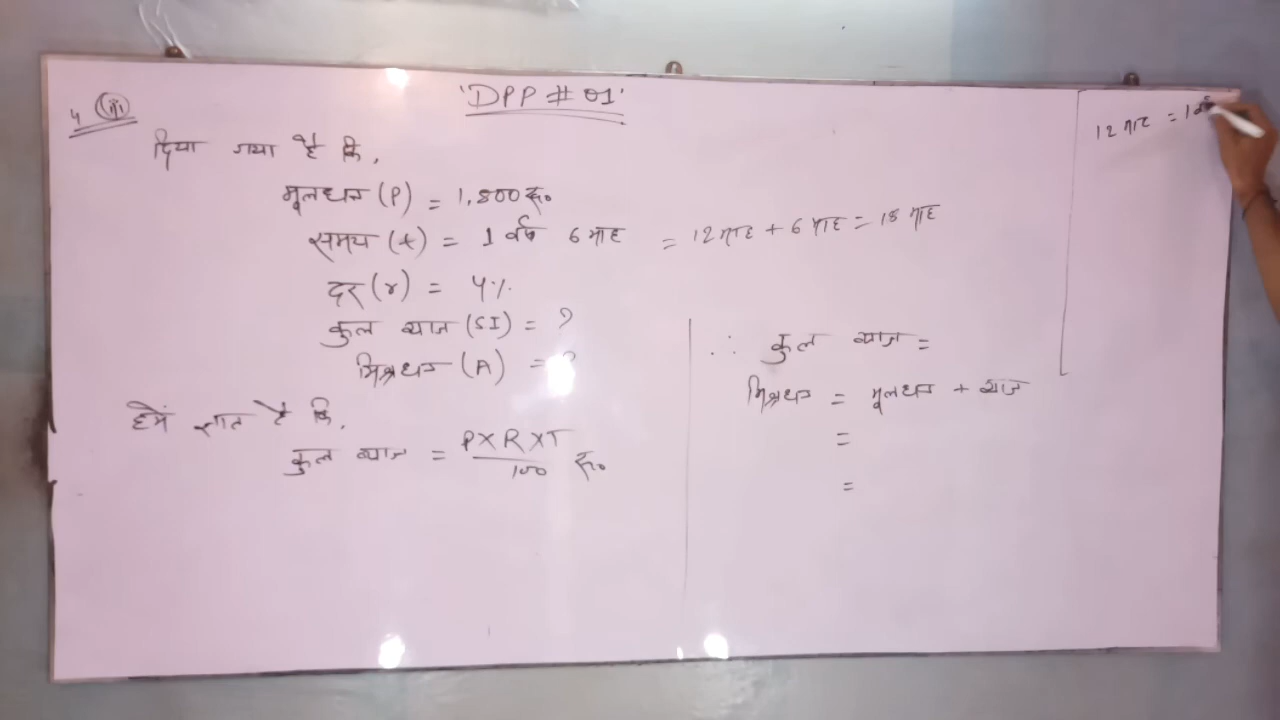 'DPP # 01'
4
दिया गया है कि,
मूलधन (P) = 1,800 रु०
समय (t) = 1 वर्ष 6 माह = 12 माह + 6 माह = 18 माह
दर (r) = 4%
कुल ब्याज (SI) = ?
मिश्रधन (A) = ?
हमें ज्ञात है कि,
कुल ब्याज = P X R X T / 100 रु०
∴ कुल ब्याज =
मिश्रधन = मूलधन + ब्याज
=
=
12 माह = 1 वर्ष